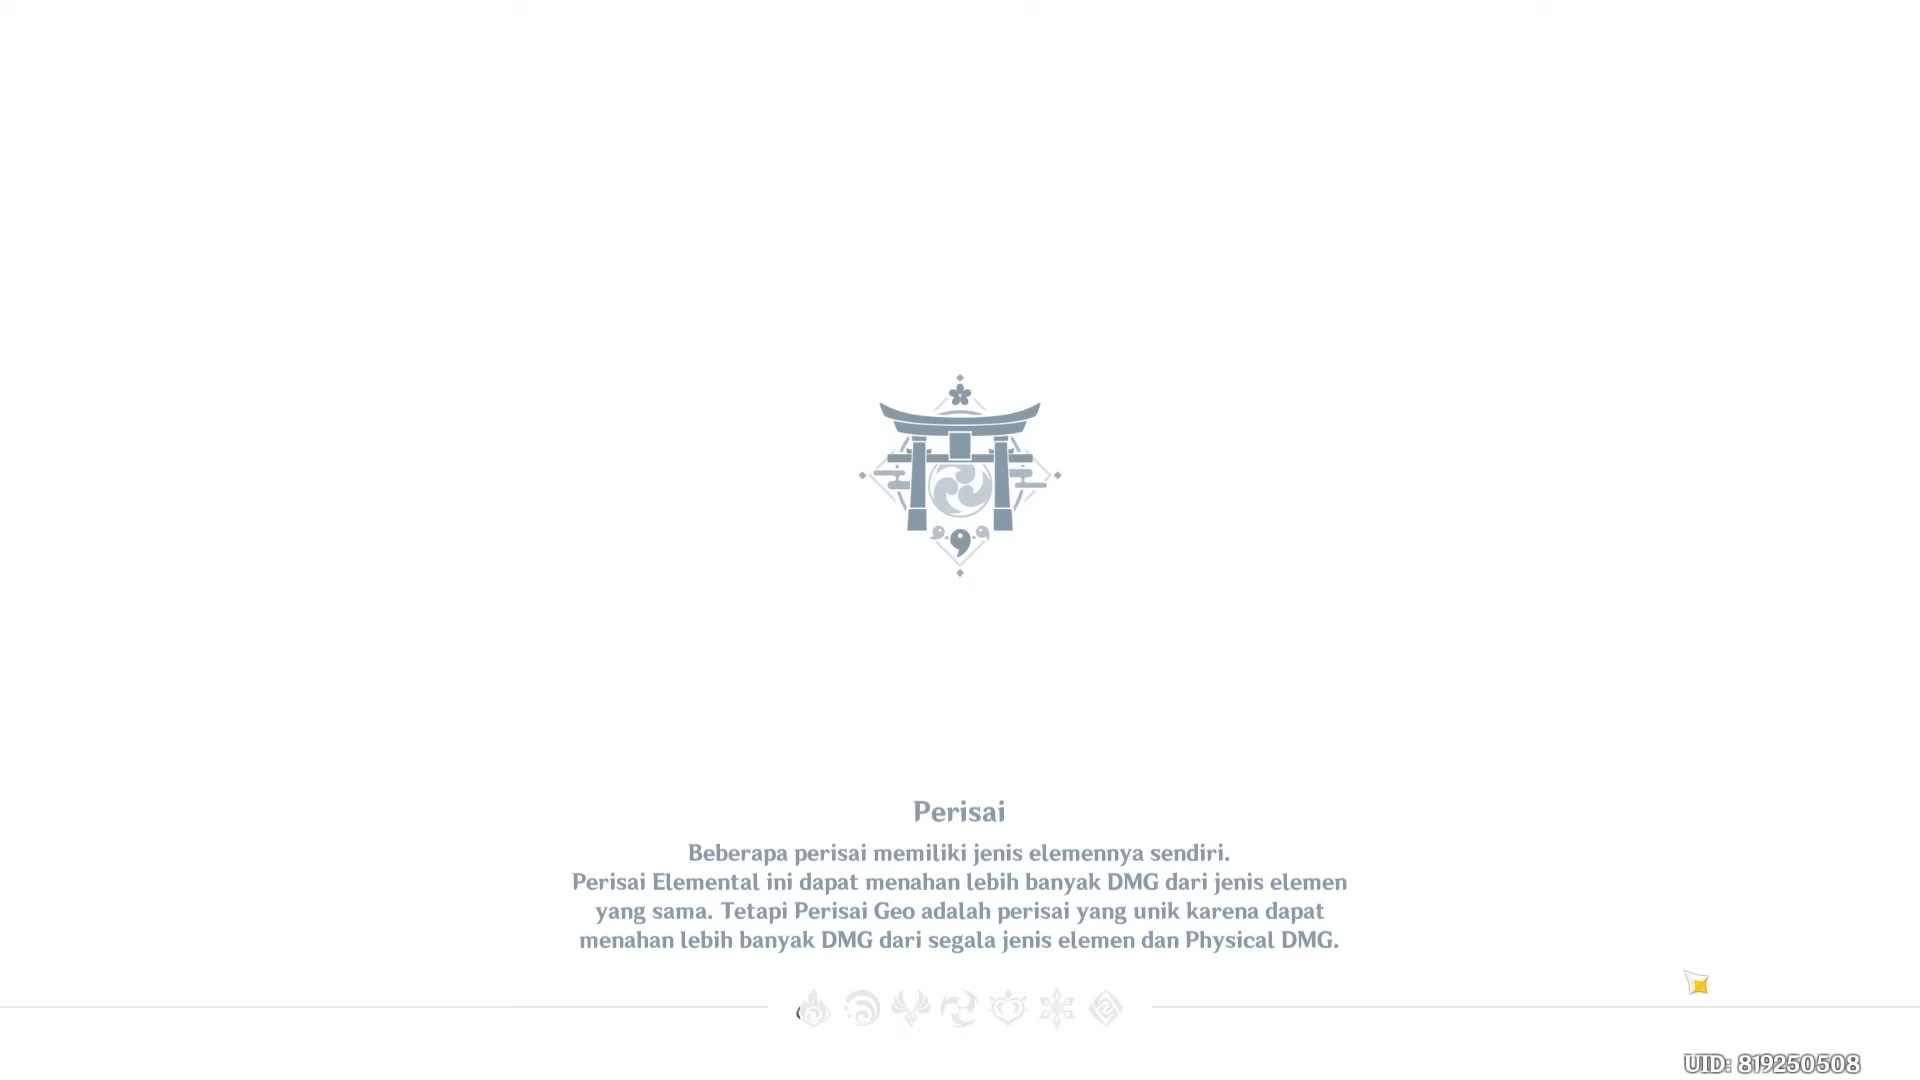 Perisai
Beberapa perisai memiliki jenis elemennya sendiri.
Perisai Elemental ini dapat menahan lebih banyak DMG dari jenis elemen
yang sama. Tetapi Perisai Geo adalah perisai yang unik karena dapat
menahan lebih banyak DMG dari segala jenis elemen dan Physical DMG.
UID: 819250508